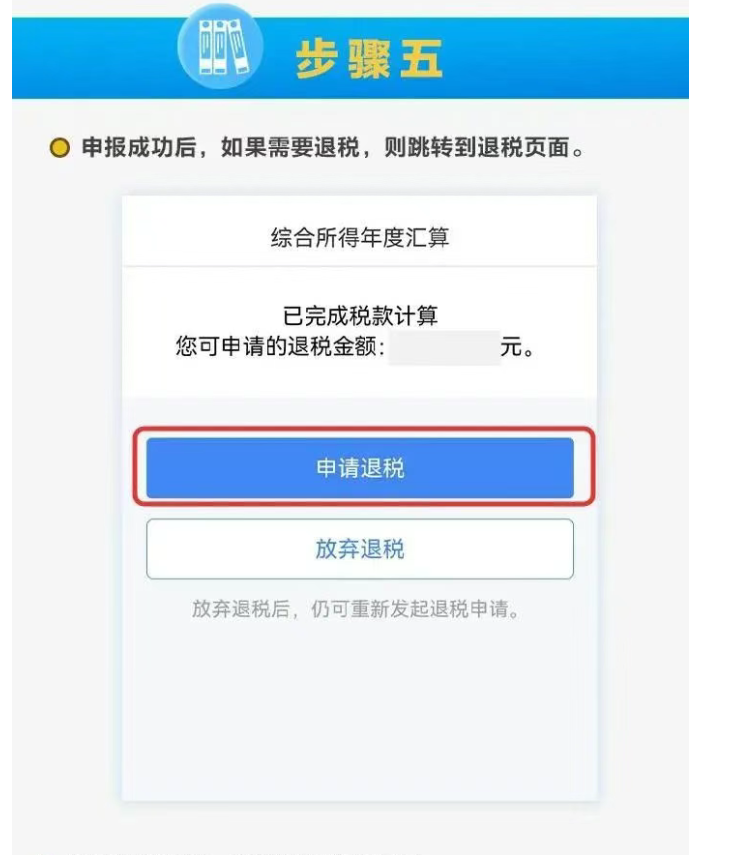 步骤五
申报成功后，如果需要退税，则跳转到退税页面。
综合所得年度汇算
已完成税款计算
您可申请的退税金额：元。
申请退税
放弃退税
放弃退税后，仍可重新发起退税申请。